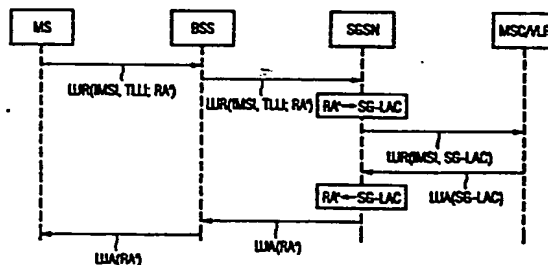 MS
BSS
SGSN
MSC/VLR
LUR(IMSI, TLLI; RA')
LUR(IMSI, TLLI; RA')
RA'←SG-LAC
LUR(IMSI, SG-LAC)
LUA(SG-LAC)
RA'←SG-LAC
LUA(RA')
LUA(RA')